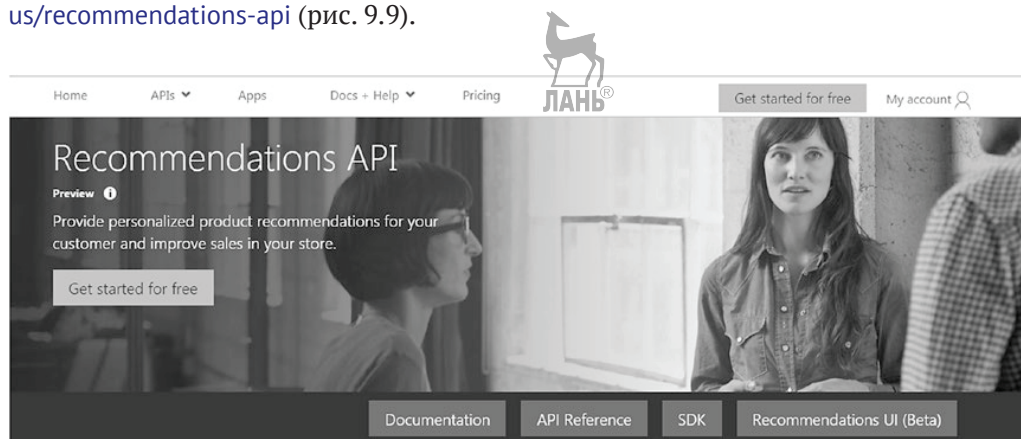 us/recommendations-api (рис. 9.9).
ЛАНЬ®
Home APIs Apps Docs + Help Pricing Get started for free My account
Recommendations API
Preview i
Provide personalized product recommendations for your
customer and improve sales in your store.
Get started for free
Documentation API Reference SDK Recommendations UI (Beta)